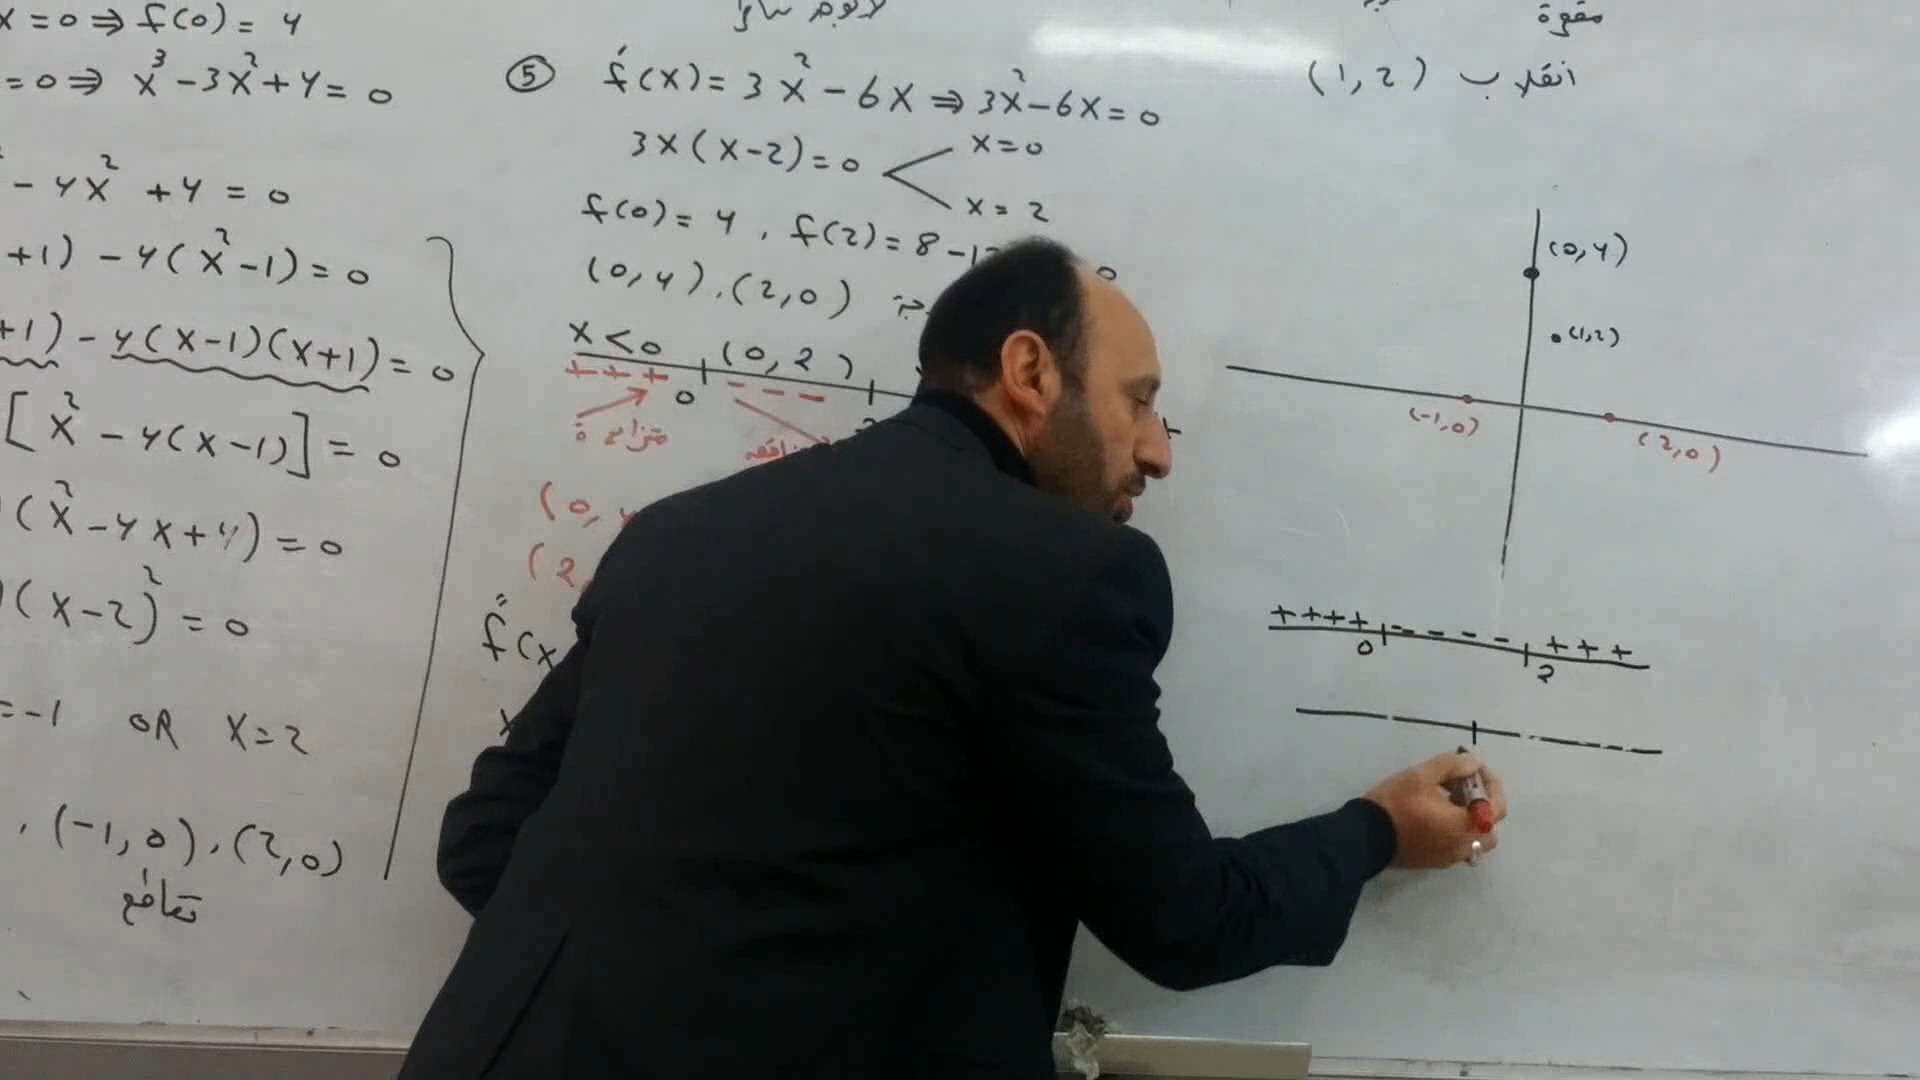 x = 0 ⇒ f(0) = 4
= 0 ⇒ x³ - 3x² + 4 = 0
- 4x² + 4 = 0
+1) - 4(x² - 1) = 0
+1) - 4(x-1)(x+1) = 0
[x² - 4(x-1)] = 0
(x² - 4x + 4) = 0
(x-2)² = 0
= -1 OR x = 2
, (-1, 0), (2, 0)
تقاطع
⑤ f́(x) = 3x² - 6x ⇒ 3x² - 6x = 0
3x(x-2) = 0
x = 0
x = 2
f(0) = 4 , f(2) = 8 - 12
(0, 4), (2, 0)
x < 0 (0, 2)
+ + + - - -
0
متزايدة
(0, 4
(2,
f̋(x
x
مقعرة
انقلاب (1, 2)
(0, 4)
(1, 2)
(-1, 0)
(2, 0)
+ + + + - - - - + + +
0 2